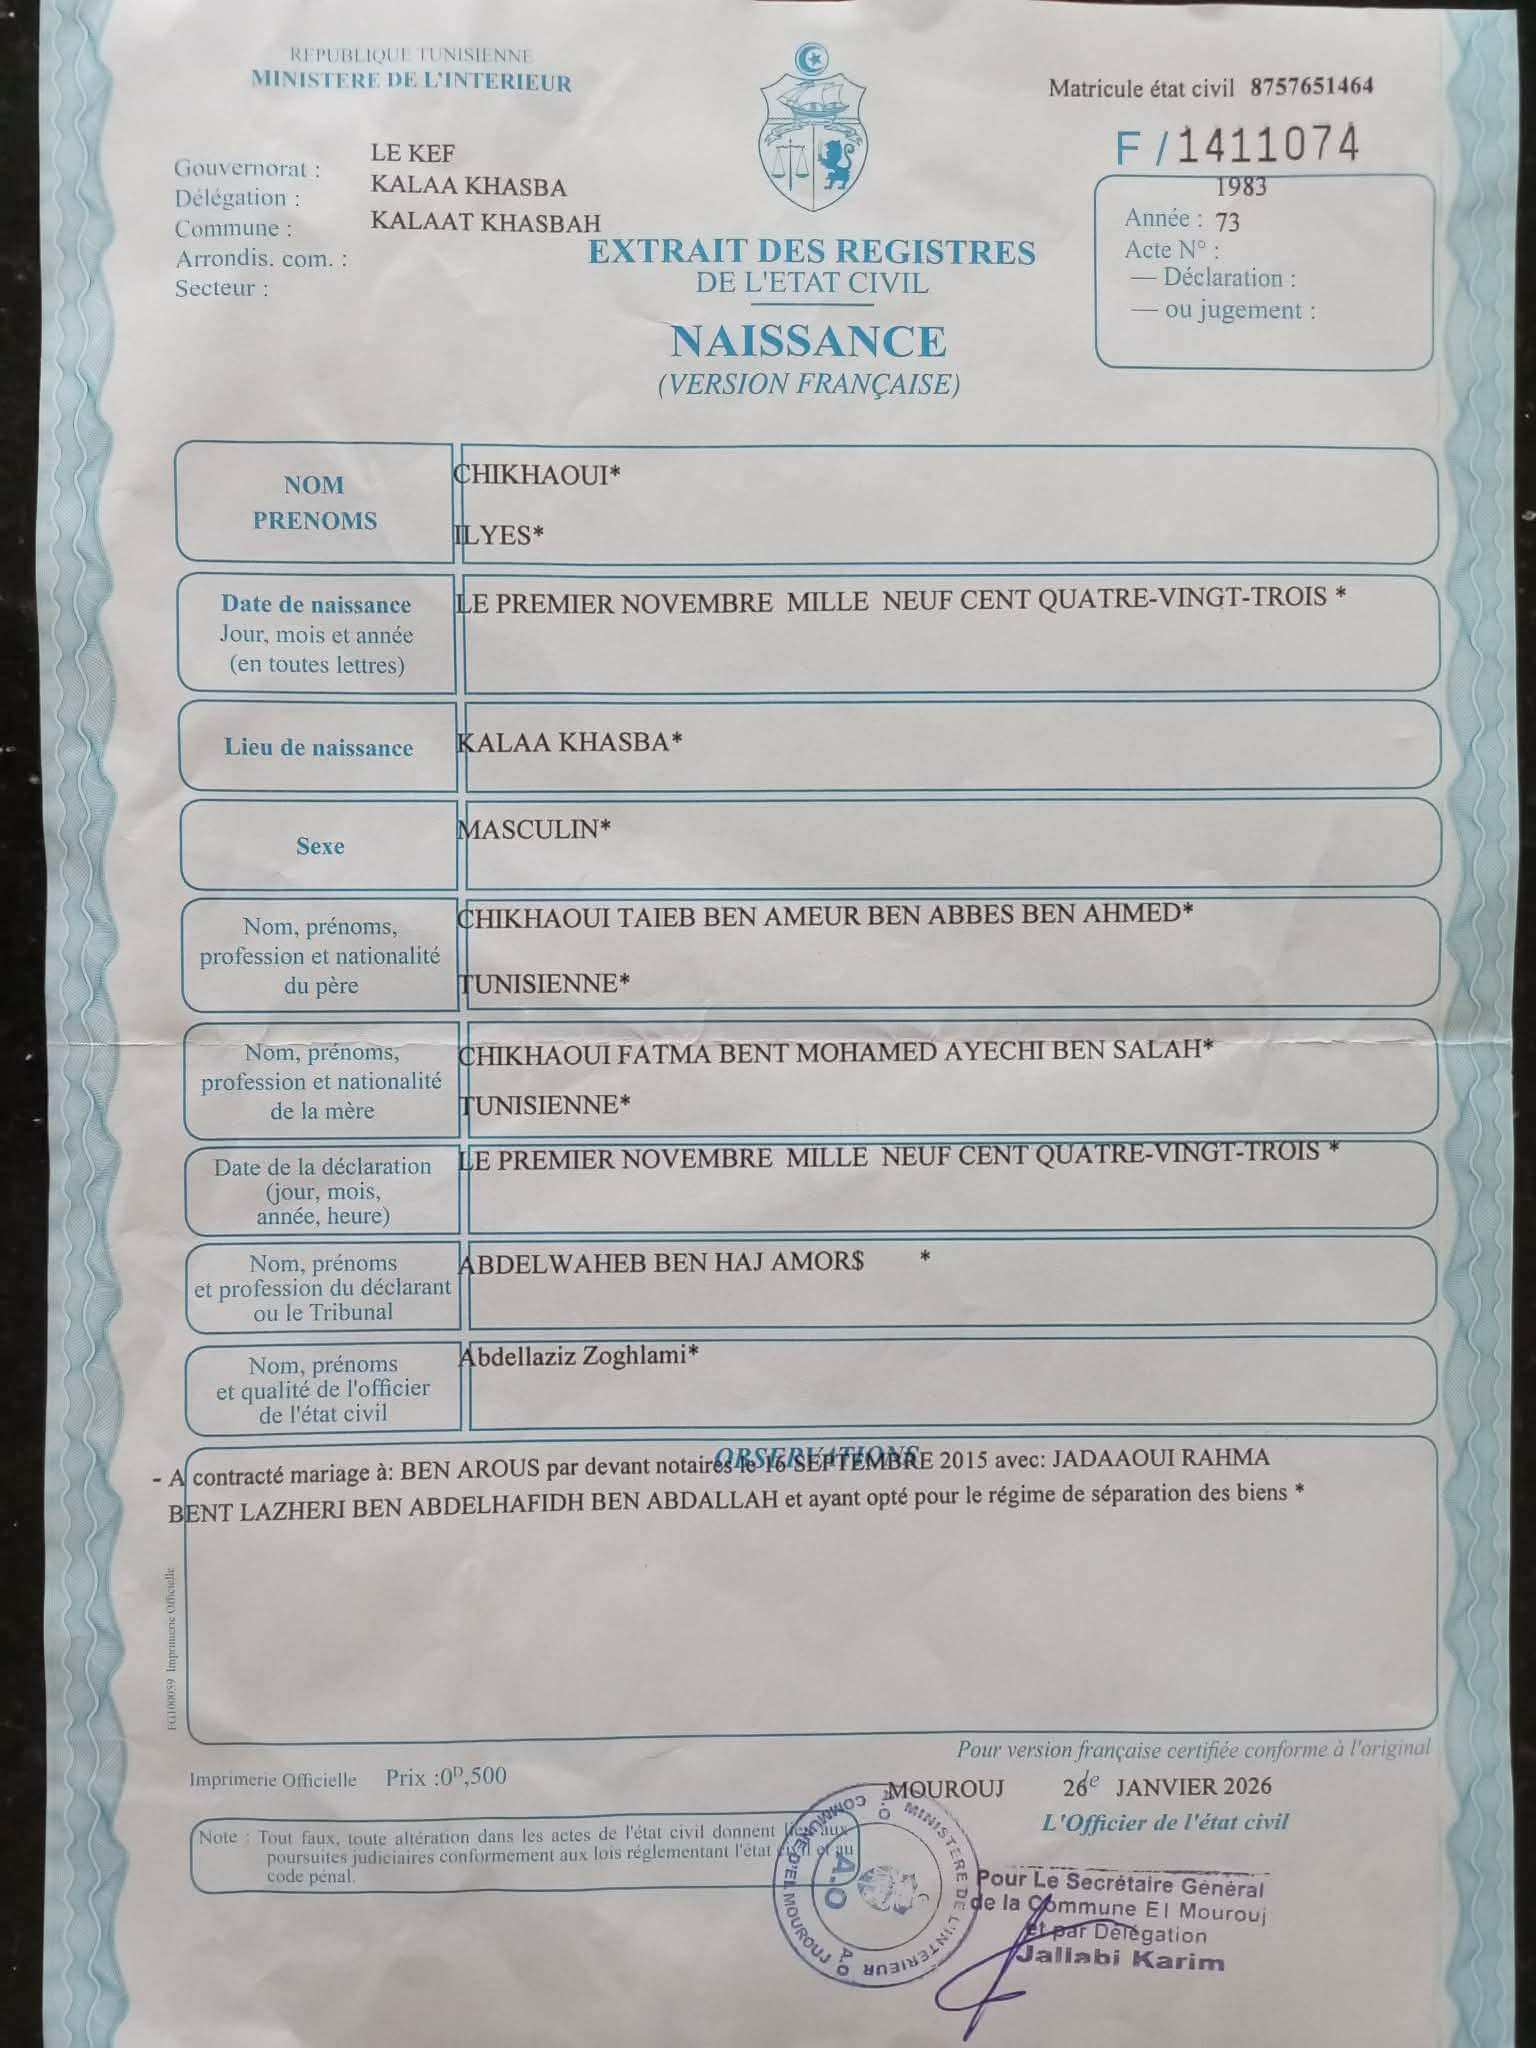 REPUBLIQUE TUNISIENNE
MINISTERE DE L'INTERIEUR
Matricule état civil 8757651464
F / 1411074
Gouvernorat : LE KEF
Délégation : KALAA KHASBA
Commune : KALAAT KHASBAH
Arrondis. com. :
Secteur :
1983
Année : 73
Acte N° :
— Déclaration :
— ou jugement :
EXTRAIT DES REGISTRES
DE L'ETAT CIVIL
NAISSANCE
(VERSION FRANÇAISE)
NOM
PRENOMS
CHIKHAOUI*
ILYES*
Date de naissance
Jour, mois et année
(en toutes lettres)
LE PREMIER NOVEMBRE MILLE NEUF CENT QUATRE-VINGT-TROIS *
Lieu de naissance
KALAA KHASBA*
Sexe
MASCULIN*
Nom, prénoms,
profession et nationalité
du père
CHIKHAOUI TAIEB BEN AMEUR BEN ABBES BEN AHMED*
TUNISIENNE*
Nom, prénoms,
profession et nationalité
de la mère
CHIKHAOUI FATMA BENT MOHAMED AYECHI BEN SALAH*
TUNISIENNE*
Date de la déclaration
(jour, mois,
année, heure)
LE PREMIER NOVEMBRE MILLE NEUF CENT QUATRE-VINGT-TROIS *
Nom, prénoms
et profession du déclarant
ou le Tribunal
ABDELWAHEB BEN HAJ AMOR$ *
Nom, prénoms
et qualité de l'officier
de l'état civil
Abdellaziz Zoghlami*
OBSERVATIONS
- A contracté mariage à: BEN AROUS par devant notaires le 16 SEPTEMBRE 2015 avec: JADAAOUI RAHMA
BENT LAZHERI BEN ABDELHAFIDH BEN ABDALLAH et ayant opté pour le régime de séparation des biens *
FG100059 Imprimerie Officielle
Pour version française certifiée conforme à l'original
Imprimerie Officielle Prix :0ᴰ,500
MOUROUJ le 26 JANVIER 2026
L'Officier de l'état civil
Note : Tout faux, toute altération dans les actes de l'état civil donnent lieu aux
poursuites judiciaires conformement aux lois réglementant l'état civil et au
code pénal.
MINISTERE DE L'INTERIEUR
COMMUNE D'EL MOUROUJ
A.O
Pour Le Secrétaire Général
de la Commune El Mourouj
et par Délégation
Jallabi Karim